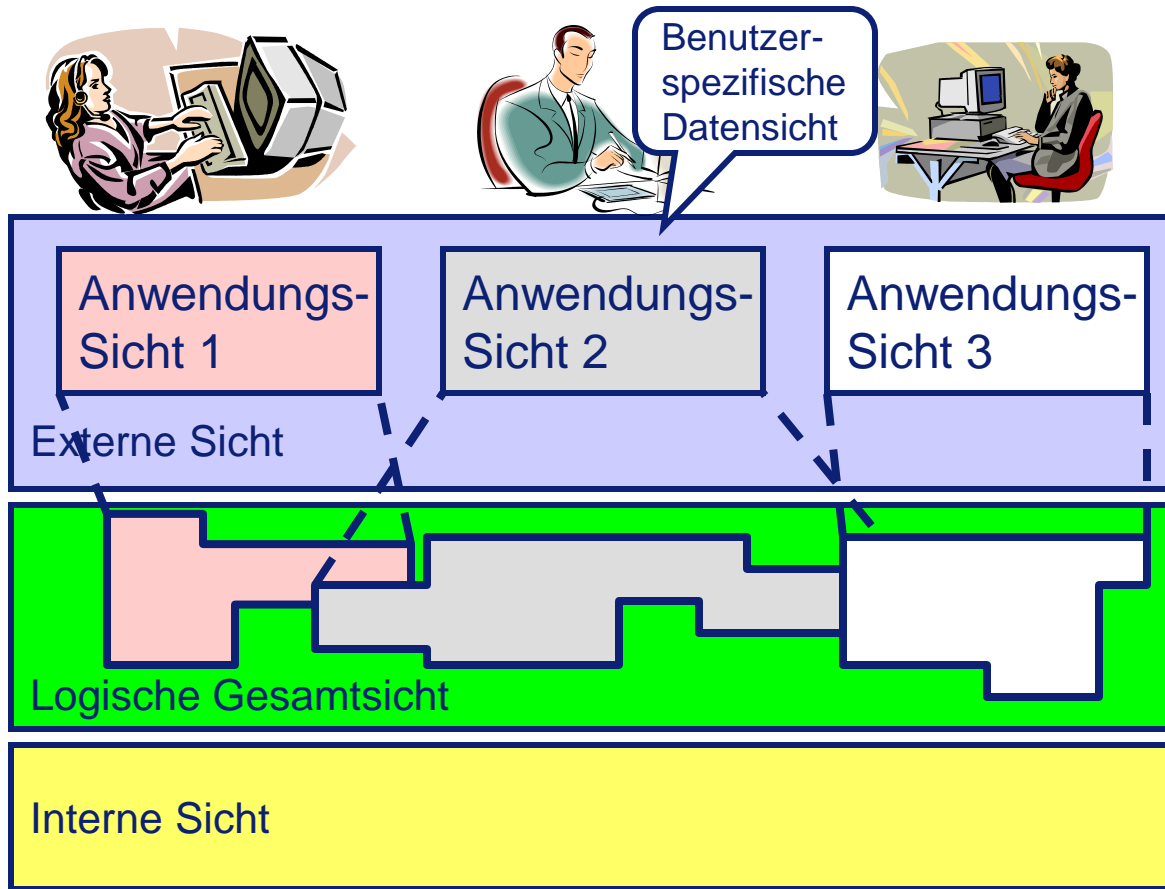 Benutzer-
spezifische
Datensicht
Anwendungs-
Sicht 1
Anwendungs-
Sicht 2
Anwendungs-
Sicht 3
Externe Sicht
Logische Gesamtsicht
Interne Sicht